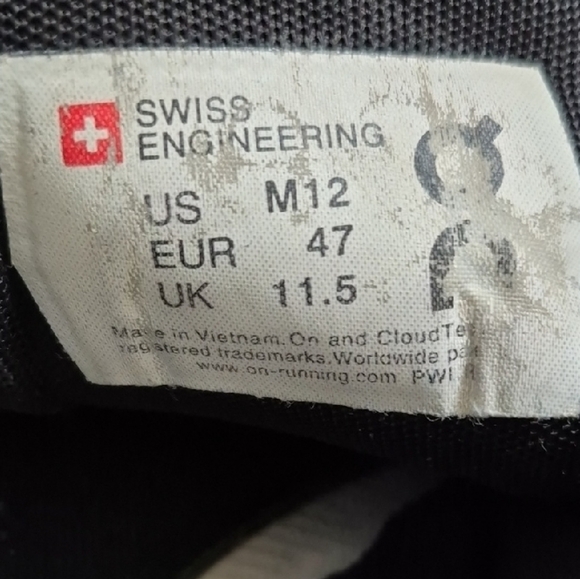 SWISS
ENGINEERING
US M12
EUR 47
UK 11.5
Made in Vietnam. On and CloudTe
registered trademarks. Worldwide pa
www.on-running.com PWI